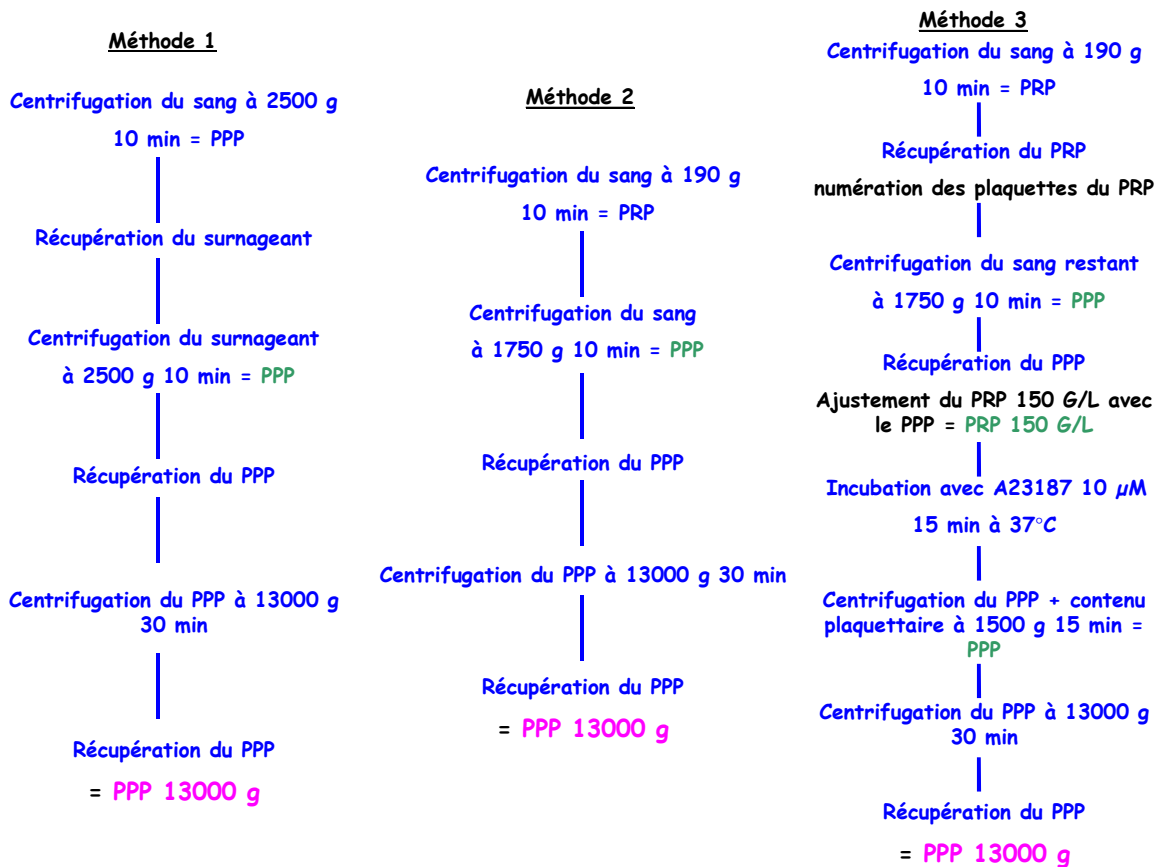 Méthode 1
Centrifugation du sang à 2500 g
10 min = PPP
Récupération du surnageant
Centrifugation du surnageant
à 2500 g 10 min = PPP
Récupération du PPP
Centrifugation du PPP à 13000 g
30 min
Récupération du PPP
= PPP 13000 g
Méthode 2
Centrifugation du sang à 190 g
10 min = PRP
Centrifugation du sang
à 1750 g 10 min = PPP
Récupération du PPP
Centrifugation du PPP à 13000 g 30 min
Récupération du PPP
= PPP 13000 g
Méthode 3
Centrifugation du sang à 190 g
10 min = PRP
Récupération du PRP
numération des plaquettes du PRP
Centrifugation du sang restant
à 1750 g 10 min = PPP
Récupération du PPP
Ajustement du PRP 150 G/L avec
le PPP = PRP 150 G/L
Incubation avec A23187 10 µM
15 min à 37°C
Centrifugation du PPP + contenu
plaquettaire à 1500 g 15 min =
PPP
Centrifugation du PPP à 13000 g
30 min
Récupération du PPP
= PPP 13000 g